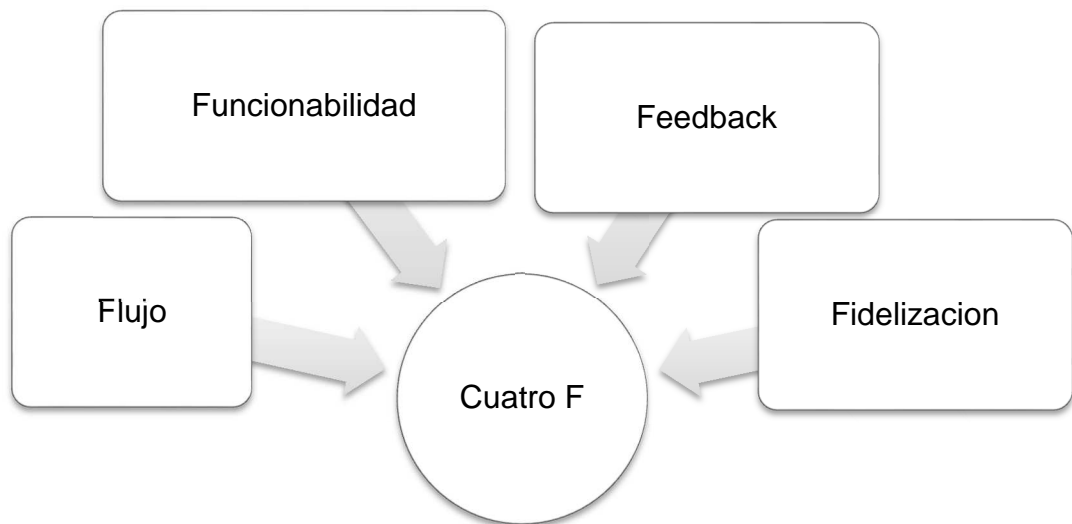 Funcionabilidad
Feedback
Flujo
Fidelizacion
Cuatro F